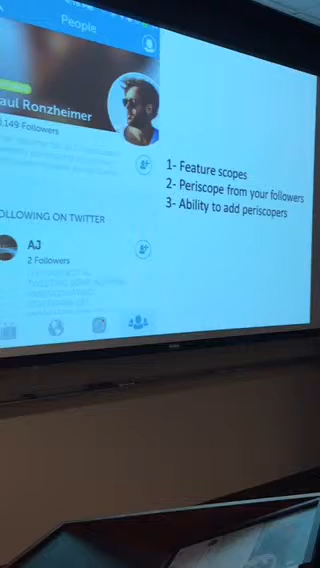 People
aul Ronzheimer
.149 Followers
OLLOWING ON TWITTER
AJ
2 Followers
1- Feature scopes
2- Periscope from your followers
3- Ability to add periscopers